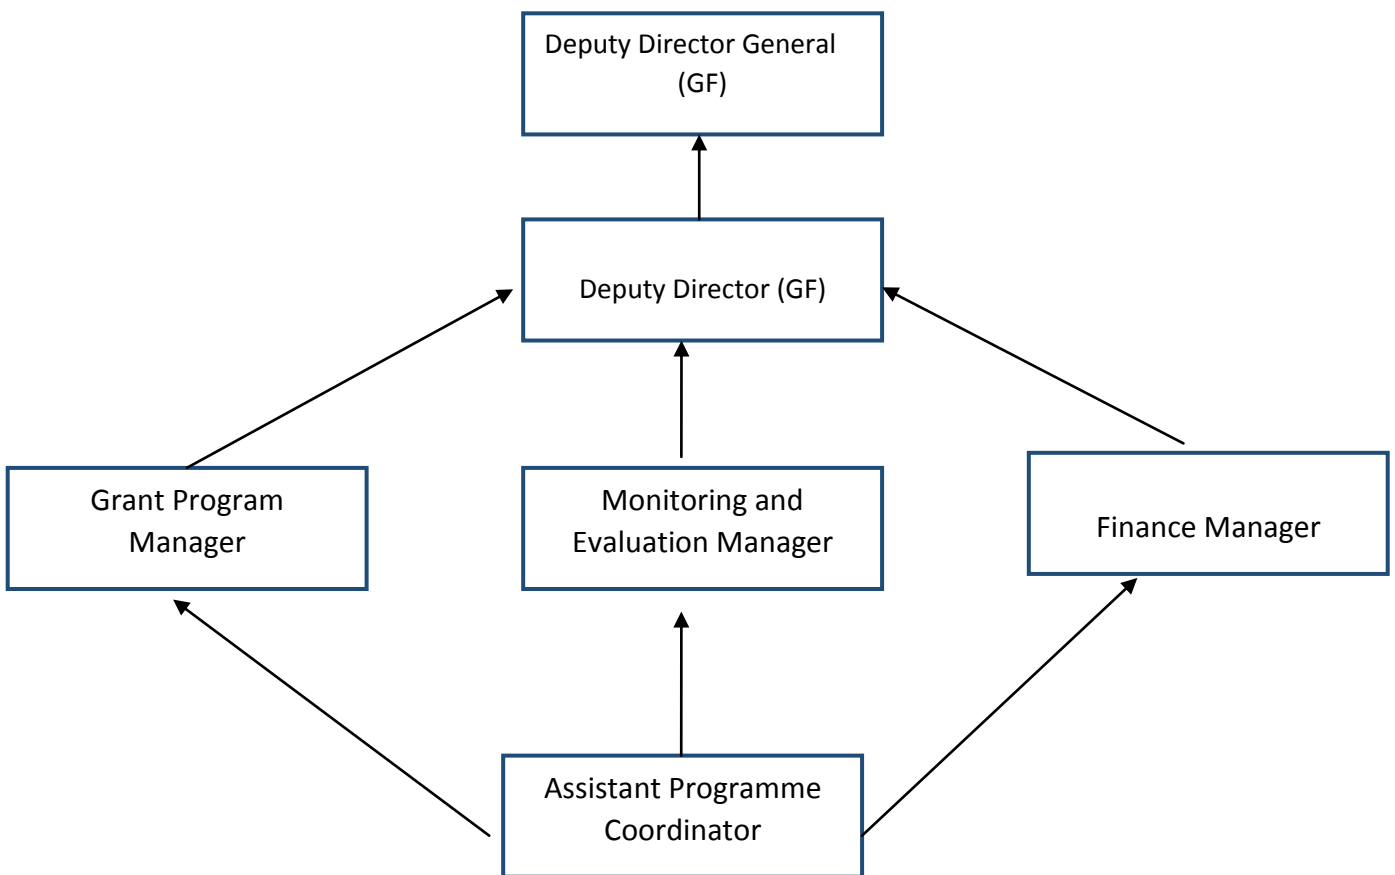 Deputy Director General
(GF)
Deputy Director (GF)
Grant Program
Manager
Monitoring and
Evaluation Manager
Finance Manager
Assistant Programme
Coordinator